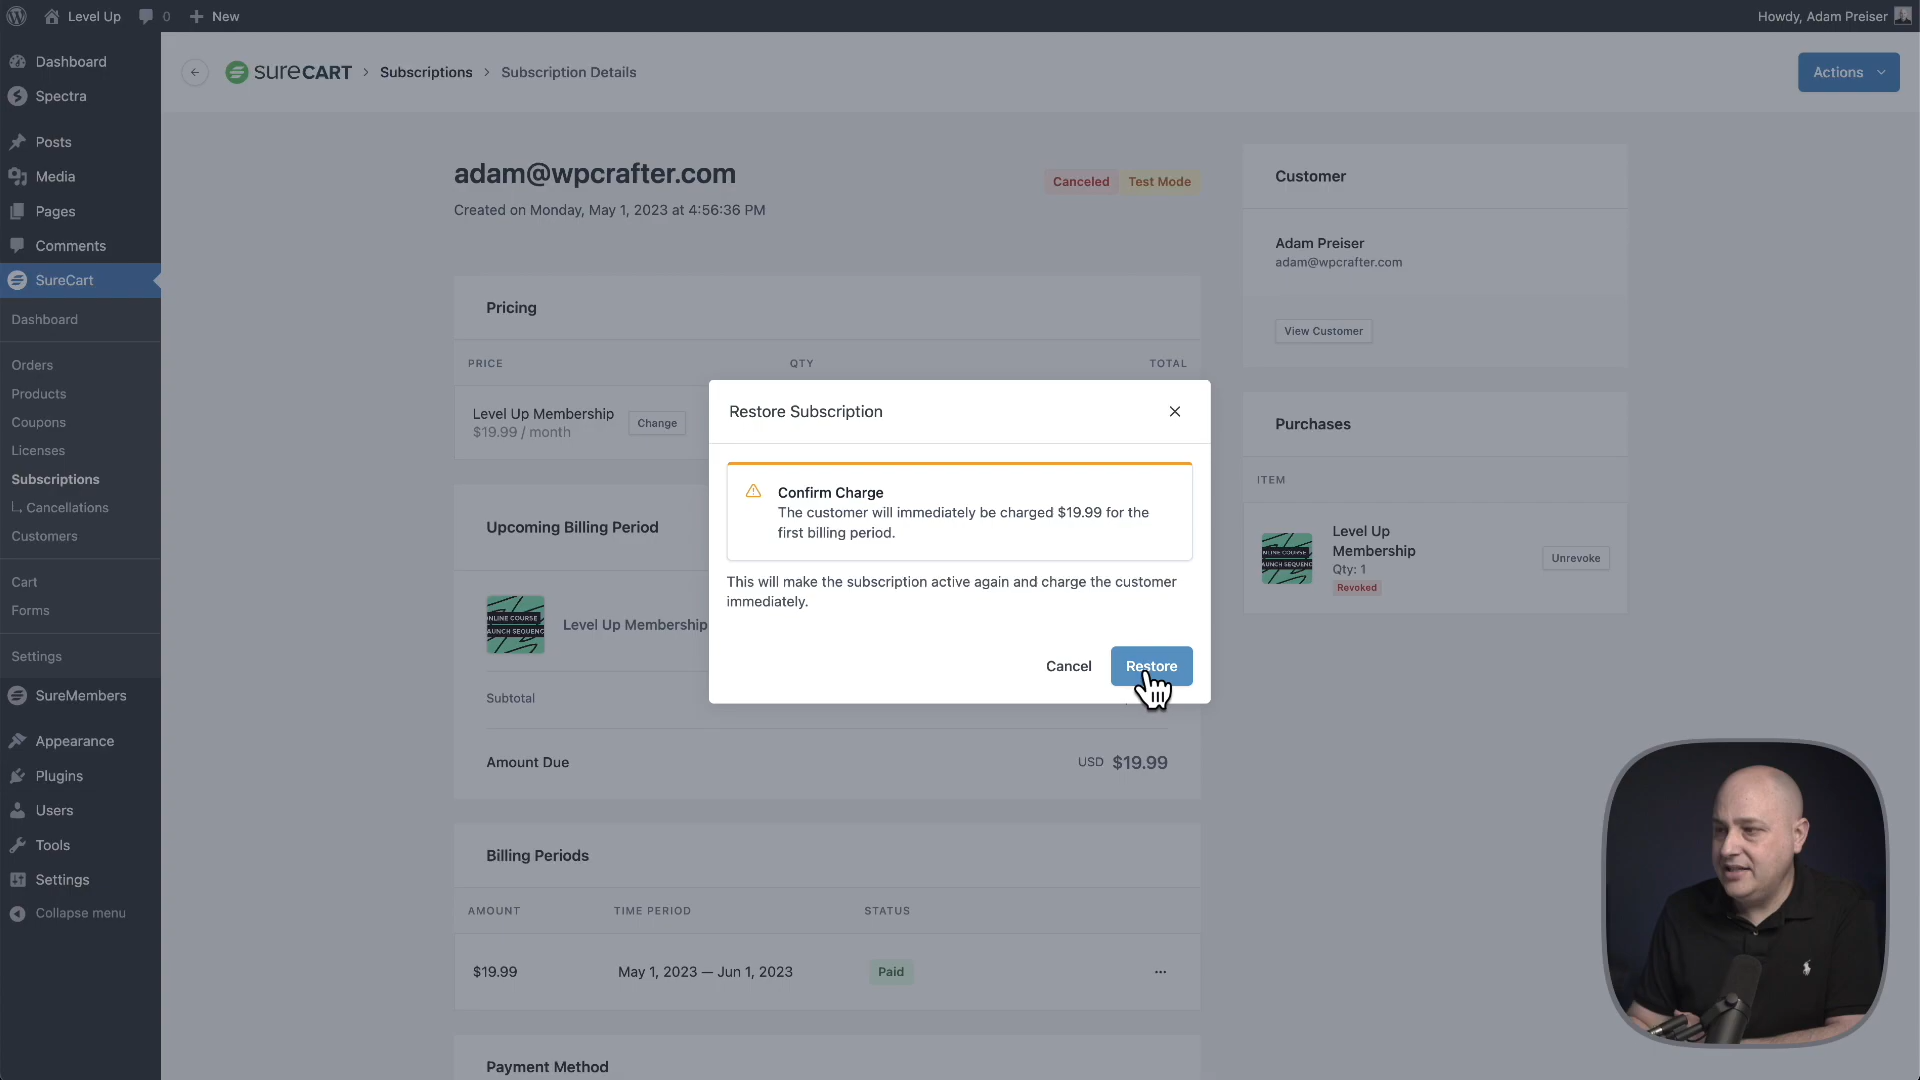 Level Up
0
New
Howdy, Adam Preiser
Dashboard
Spectra
Posts
Media
Pages
Comments
SureCart
Dashboard
Orders
Products
Coupons
Licenses
Subscriptions
Cancellations
Customers
Cart
Forms
Settings
SureMembers
Appearance
Plugins
Users
Tools
Settings
Collapse menu
SURECART
Subscriptions
Subscription Details
Actions
adam@wpcrafter.com
Canceled
Test Mode
Created on Monday, May 1, 2023 at 4:56:36 PM
Pricing
PRICE QTY TOTAL
Level Up Membership
$19.99 / month
Change
Upcoming Billing Period
ONLINE COURSE
LAUNCH SEQUENC
Level Up Membership
Subtotal
Amount Due
USD $19.99
Billing Periods
AMOUNT TIME PERIOD STATUS
$19.99 May 1, 2023 — Jun 1, 2023 Paid
Payment Method
Restore Subscription
Confirm Charge
The customer will immediately be charged $19.99 for the
first billing period.
This will make the subscription active again and charge the customer
immediately.
Cancel
Restore
Customer
Adam Preiser
adam@wpcrafter.com
View Customer
Purchases
ITEM
Level Up
Membership
Qty: 1
Revoked
Unrevoke